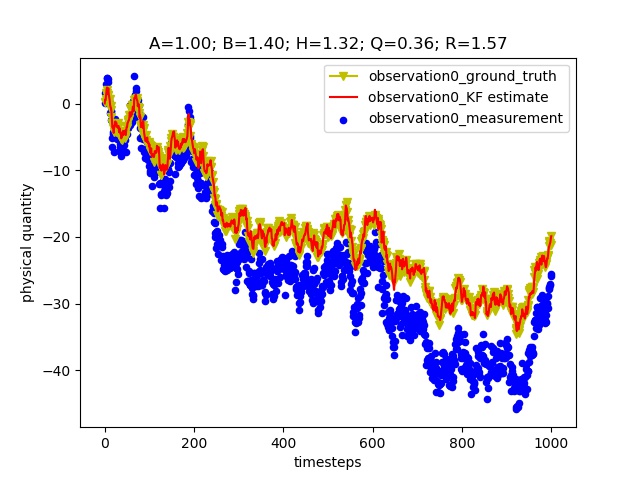 A=1.00; B=1.40; H=1.32; Q=0.36; R=1.57
observation0_ground_truth
observation0_KF estimate
observation0_measurement
physical quantity
0
−10
−20
−30
−40
0 200 400 600 800 1000
timesteps